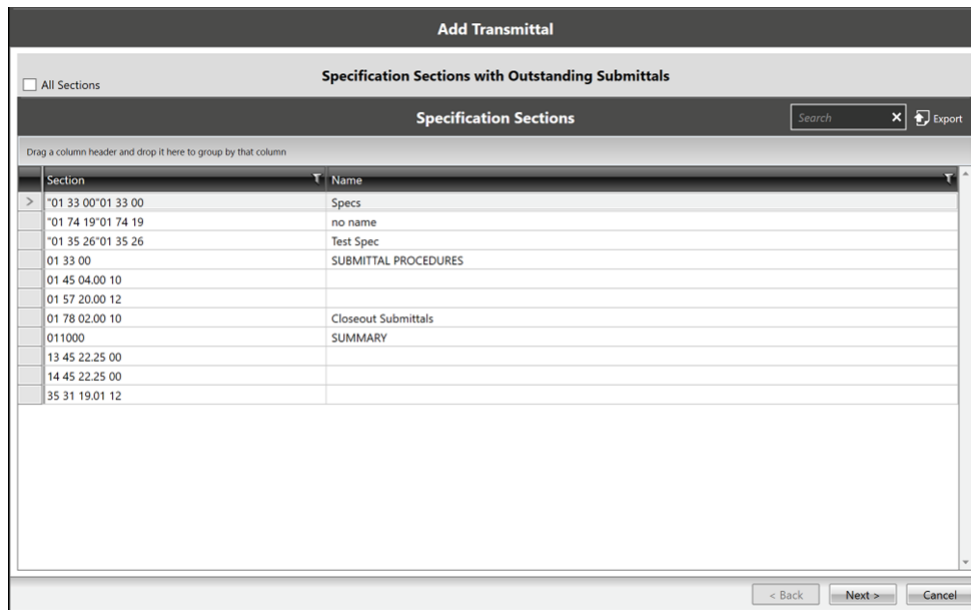 Add Transmittal
Specification Sections with Outstanding Submittals
All Sections
Specification Sections
Search
Export
Drag a column header and drop it here to group by that column
Section Name
"01 33 00"01 33 00 Specs
"01 74 19"01 74 19 no name
"01 35 26"01 35 26 Test Spec
01 33 00 SUBMITTAL PROCEDURES
01 45 04.00 10
01 57 20.00 12
01 78 02.00 10 Closeout Submittals
011000 SUMMARY
13 45 22.25 00
14 45 22.25 00
35 31 19.01 12
< Back Next > Cancel